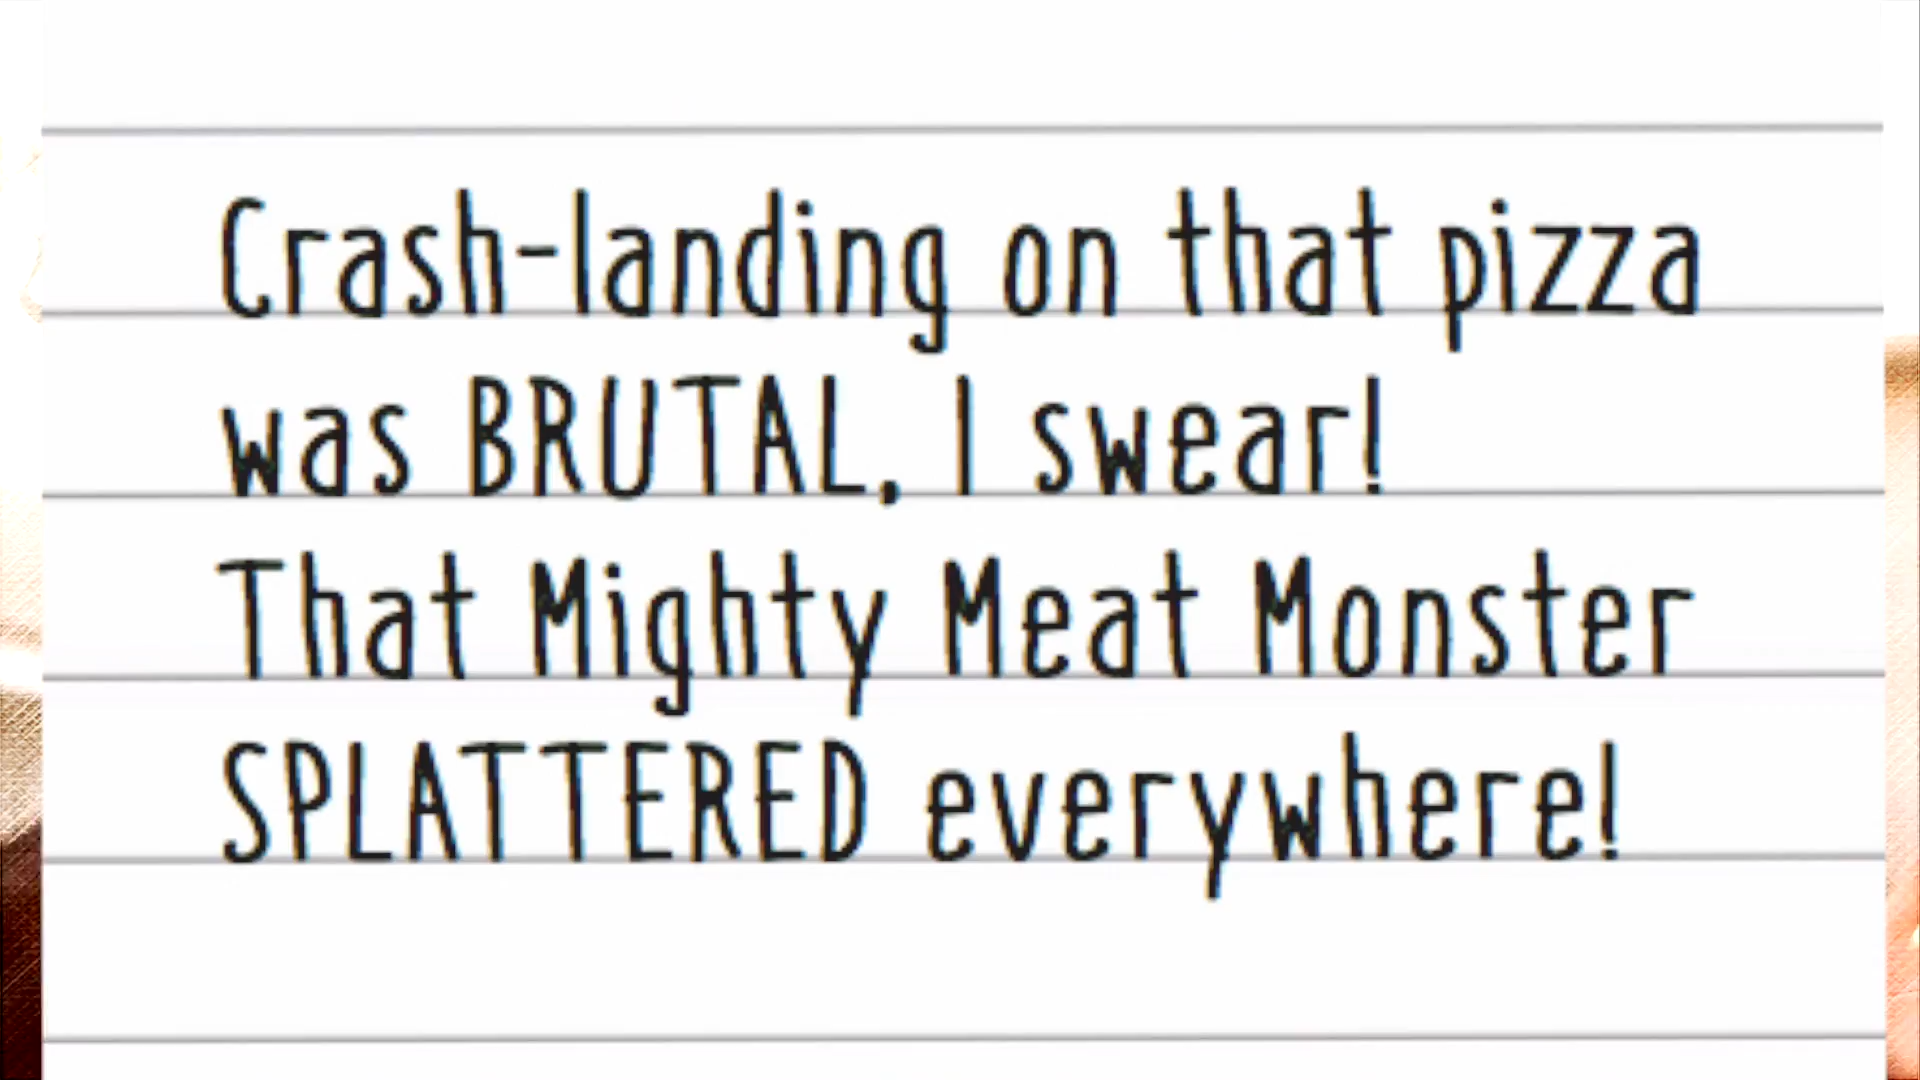 Crash-landing on that pizza
was BRUTAL, I swear!
That Mighty Meat Monster
SPLATTERED everywhere!